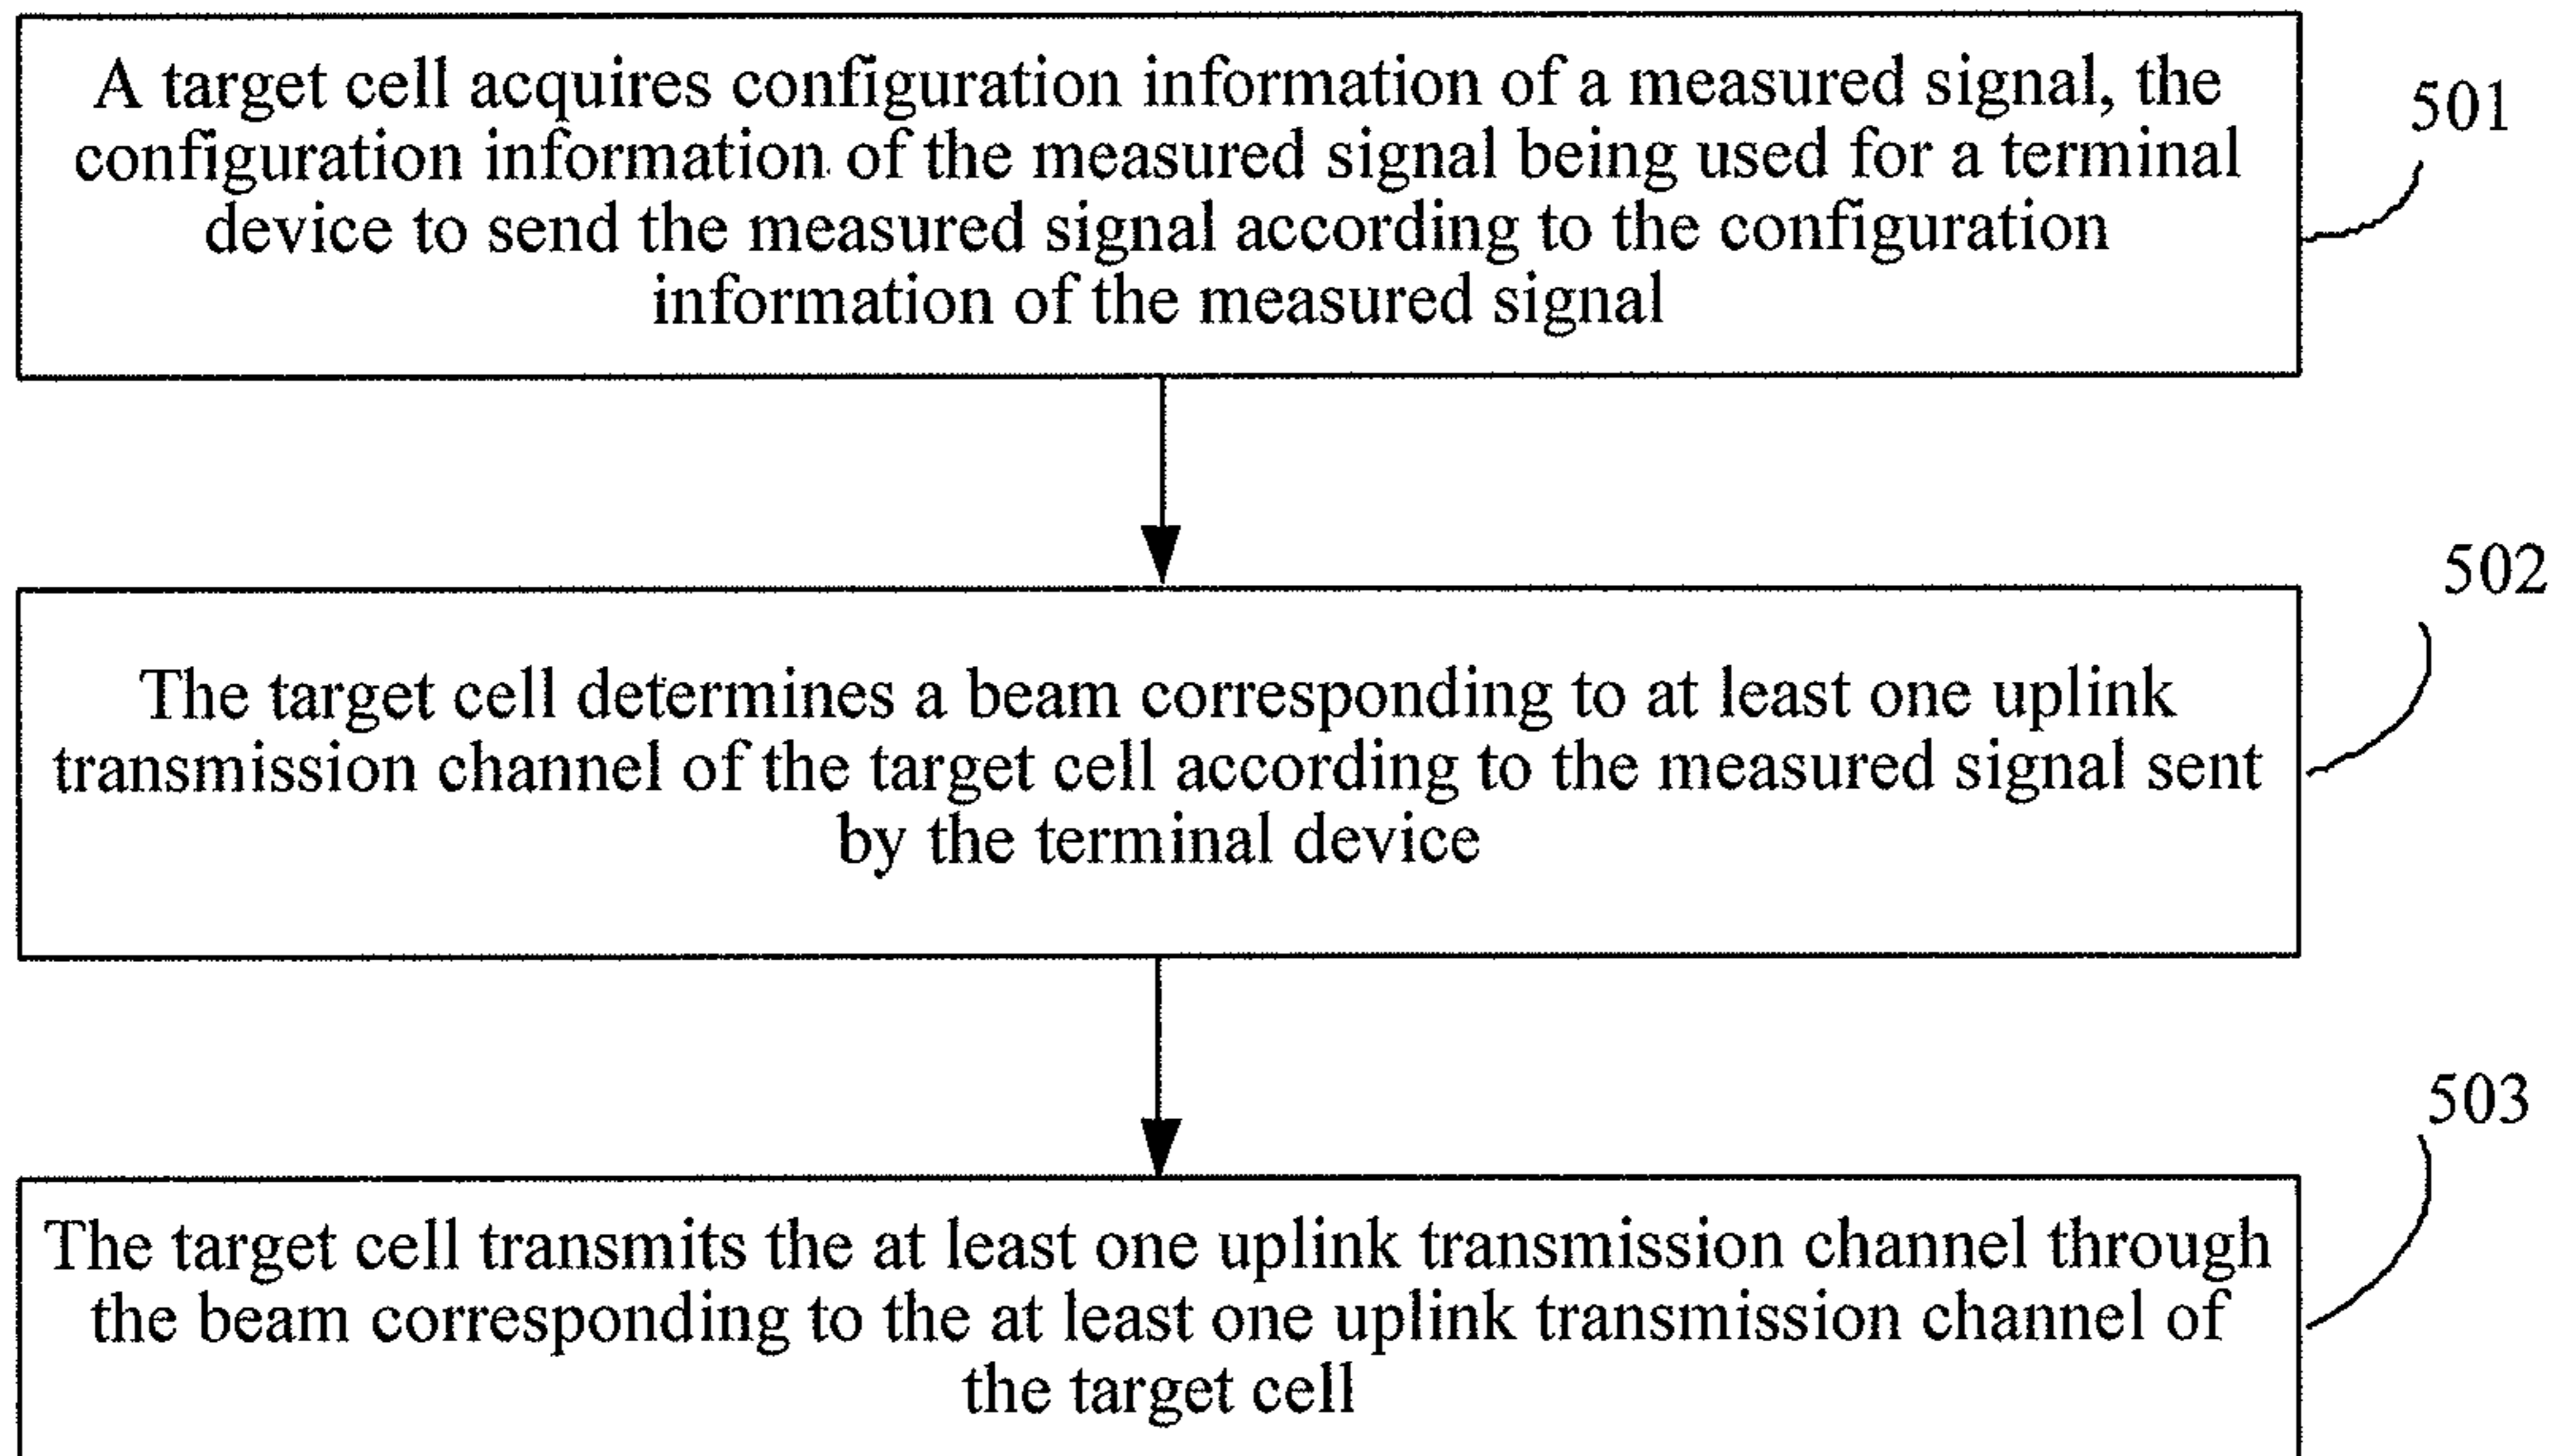 A target cell acquires configuration information of a measured signal, the
configuration information of the measured signal being used for a terminal
device to send the measured signal according to the configuration
information of the measured signal
501
502
The target cell determines a beam corresponding to at least one uplink
transmission channel of the target cell according to the measured signal sent
by the terminal device
503
The target cell transmits the at least one uplink transmission channel through
the beam corresponding to the at least one uplink transmission channel of
the target cell